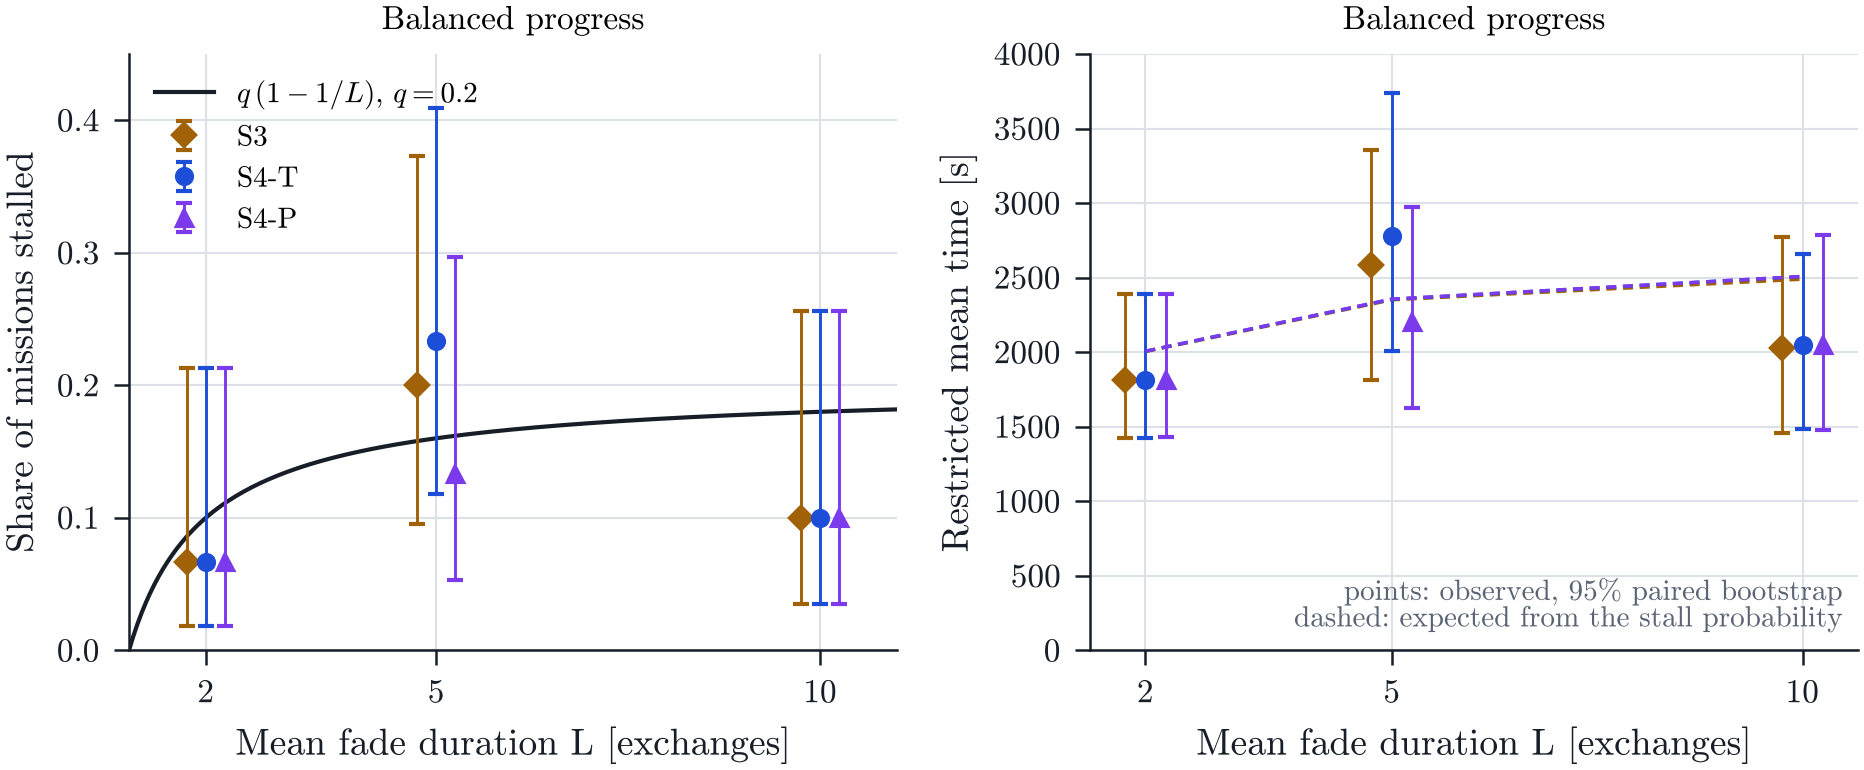 Balanced progress
Share of missions stalled
0.4
0.3
0.2
0.1
0.0
q (1 − 1/L), q = 0.2
S3
S4-T
S4-P
2
5
10
Mean fade duration L [exchanges]
Balanced progress
Restricted mean time [s]
4000
3500
3000
2500
2000
1500
1000
500
0
points: observed, 95% paired bootstrap
dashed: expected from the stall probability
2
5
10
Mean fade duration L [exchanges]